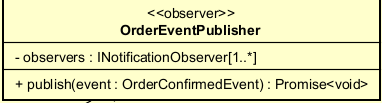 <<observer>>
OrderEventPublisher
- observers : INotificationObserver[1..*]
+ publish(event : OrderConfirmedEvent) : Promise<void>